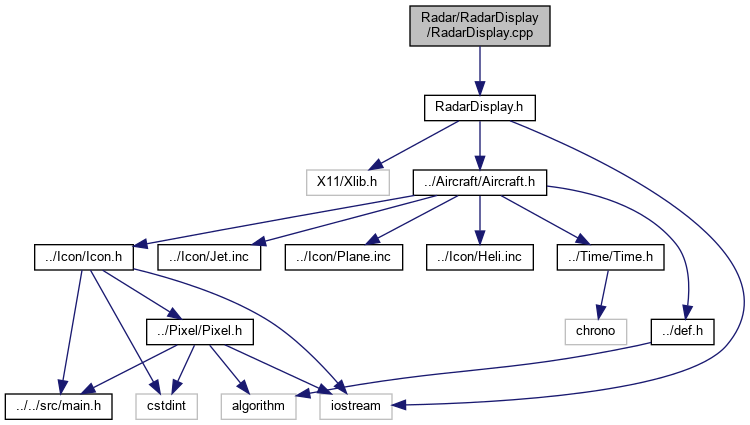 Radar/RadarDisplay
/RadarDisplay.cpp
RadarDisplay.h
X11/Xlib.h
../Aircraft/Aircraft.h
../Icon/Icon.h
../Icon/Jet.inc
../Icon/Plane.inc
../Icon/Heli.inc
../Time/Time.h
../Pixel/Pixel.h
chrono
../def.h
../../src/main.h
cstdint
algorithm
iostream